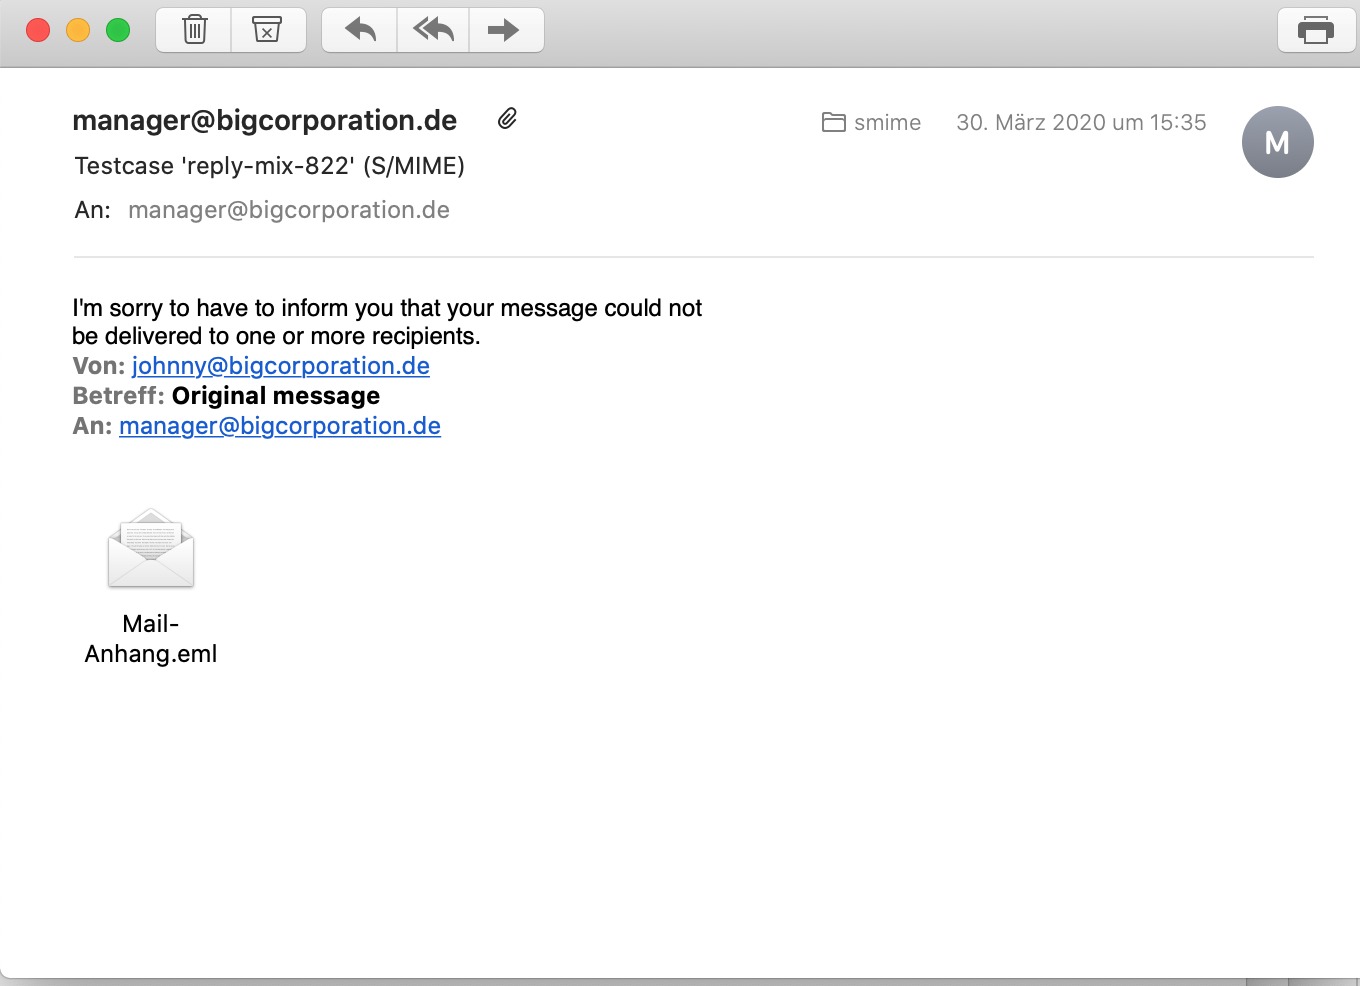 manager@bigcorporation.de
smime 30. März 2020 um 15:35
M
Testcase 'reply-mix-822' (S/MIME)
An: manager@bigcorporation.de
I'm sorry to have to inform you that your message could not
be delivered to one or more recipients.
Von: johnny@bigcorporation.de
Betreff: Original message
An: manager@bigcorporation.de
Mail-
Anhang.eml